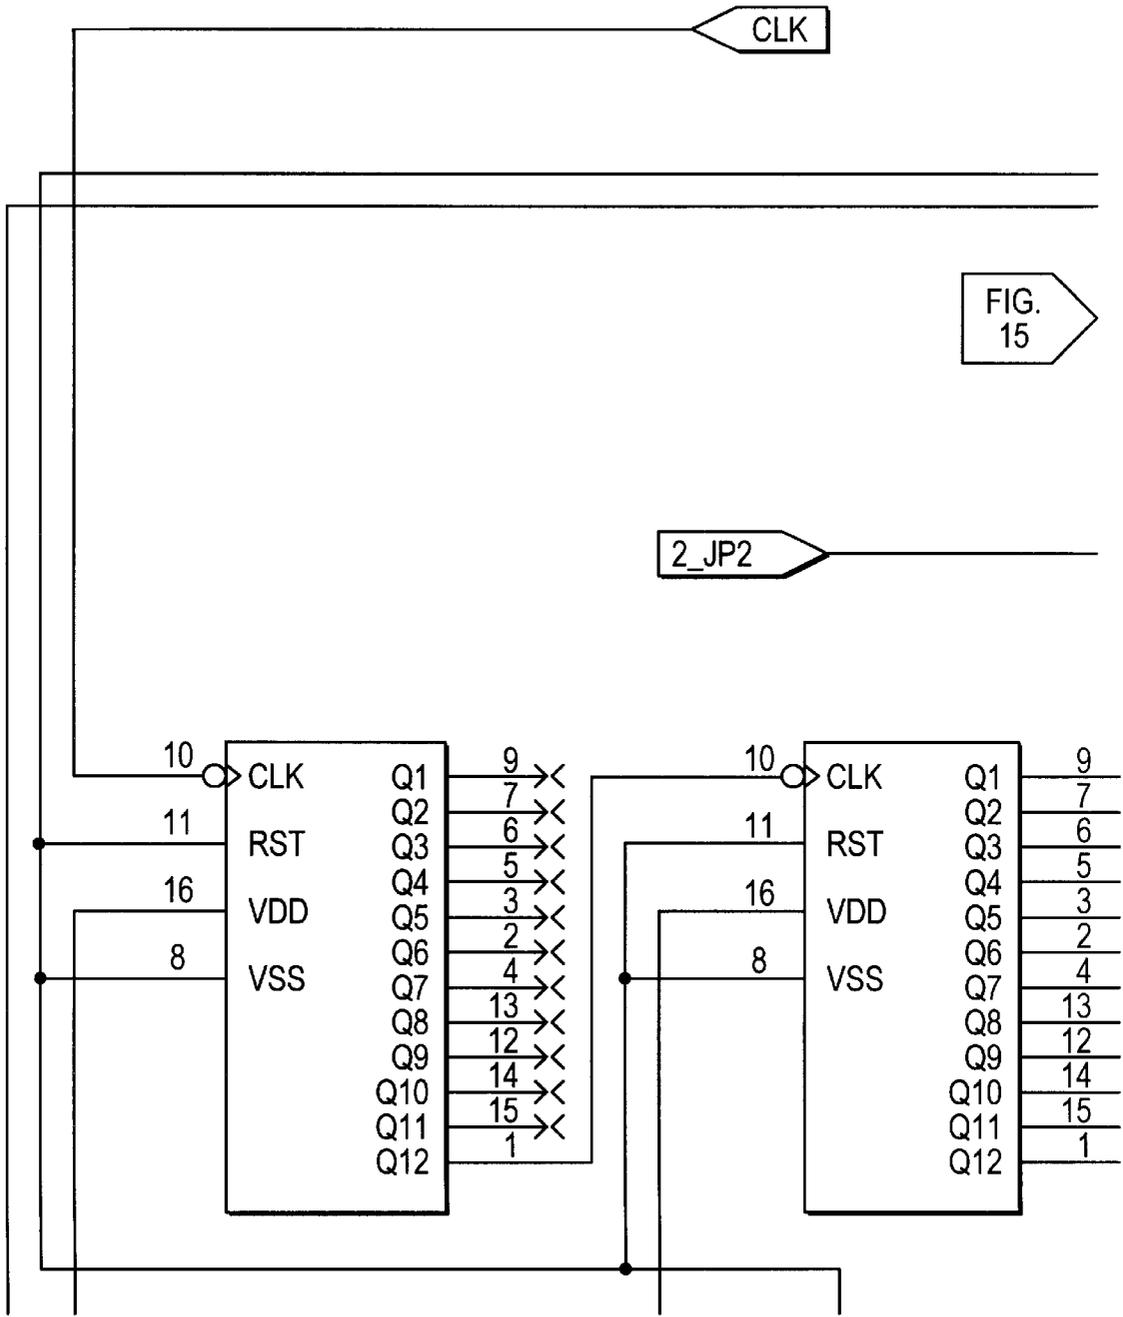 CLK
FIG.
15
2_JP2
10 CLK
11 RST
16 VDD
8 VSS
Q1 9
Q2 7
Q3 6
Q4 5
Q5 3
Q6 2
Q7 4
Q8 13
Q9 12
Q10 14
Q11 15
Q12 1
10 CLK
11 RST
16 VDD
8 VSS
Q1 9
Q2 7
Q3 6
Q4 5
Q5 3
Q6 2
Q7 4
Q8 13
Q9 12
Q10 14
Q11 15
Q12 1